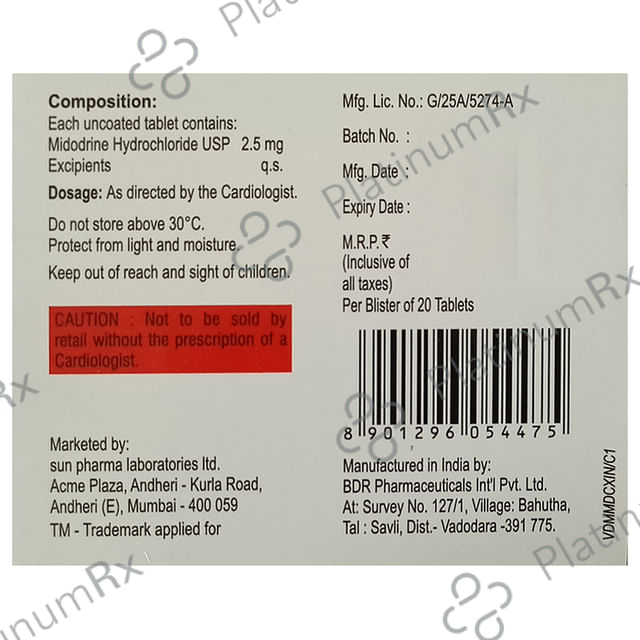 Composition:
Each uncoated tablet contains:
Midodrine Hydrochloride USP 2.5 mg
Excipients q.s.
Dosage: As directed by the Cardiologist.
Do not store above 30°C.
Protect from light and moisture.
Keep out of reach and sight of children.
CAUTION : Not to be sold by
retail without the prescription of a
Cardiologist.
Marketed by:
sun pharma laboratories ltd.
Acme Plaza, Andheri - Kurla Road,
Andheri (E), Mumbai - 400 059
TM - Trademark applied for
Mfg. Lic. No.: G/25A/5274-A
Batch No. :
Mfg. Date :
Expiry Date :
M.R.P. ₹
(Inclusive of
all taxes)
Per Blister of 20 Tablets
8 901296 054475
Manufactured in India by:
BDR Pharmaceuticals Int'l Pvt. Ltd.
At: Survey No. 127/1, Village: Bahutha,
Tal : Savli, Dist.- Vadodara -391 775.
VDMMDCXIN/C1
PlatinumRx
PlatinumRx
PlatinumRx